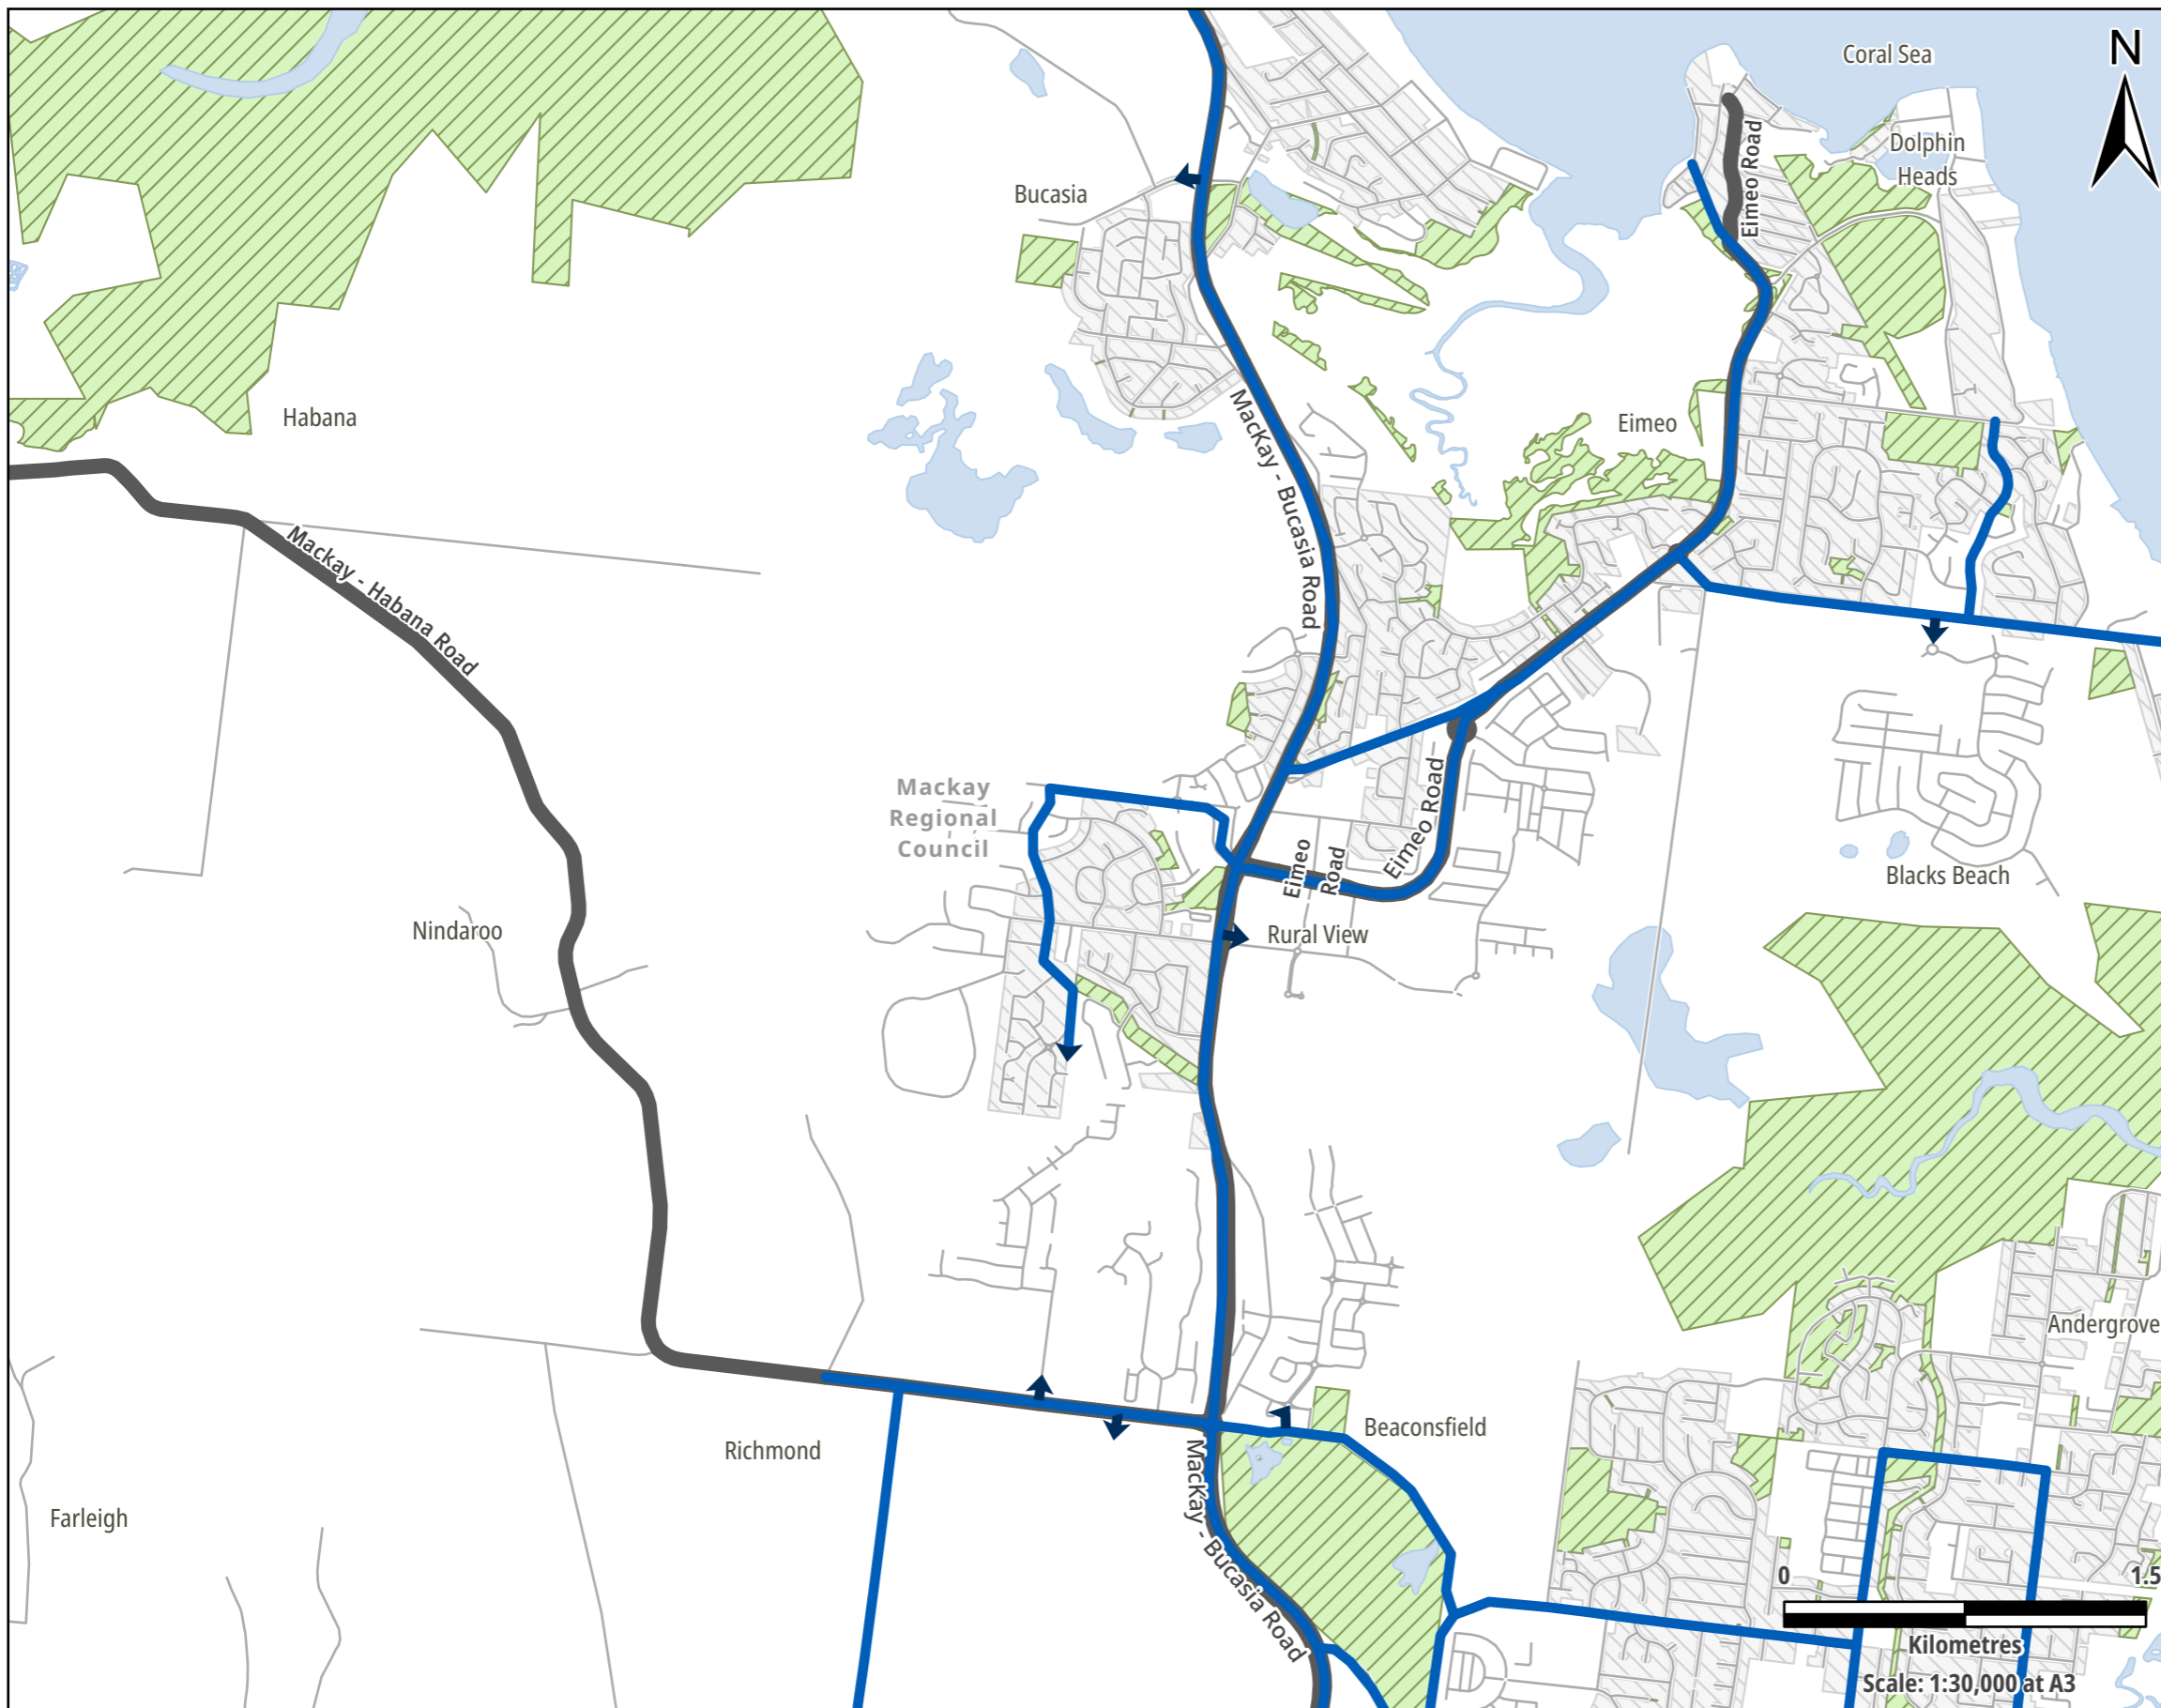 Coral Sea
N
Dolphin
Heads
Eimeo Road
Bucasia
Habana
Eimeo
MacKay - Bucasia Road
Mackay - Habana Road
Mackay
Regional
Council
Eimeo Road
Eimeo
Road
Blacks Beach
Nindaroo
Rural View
Andergrove
Richmond
Beaconsfield
MacKay - Bucasia Road
Farleigh
0
1.5
Kilometres
Scale: 1:30,000 at A3